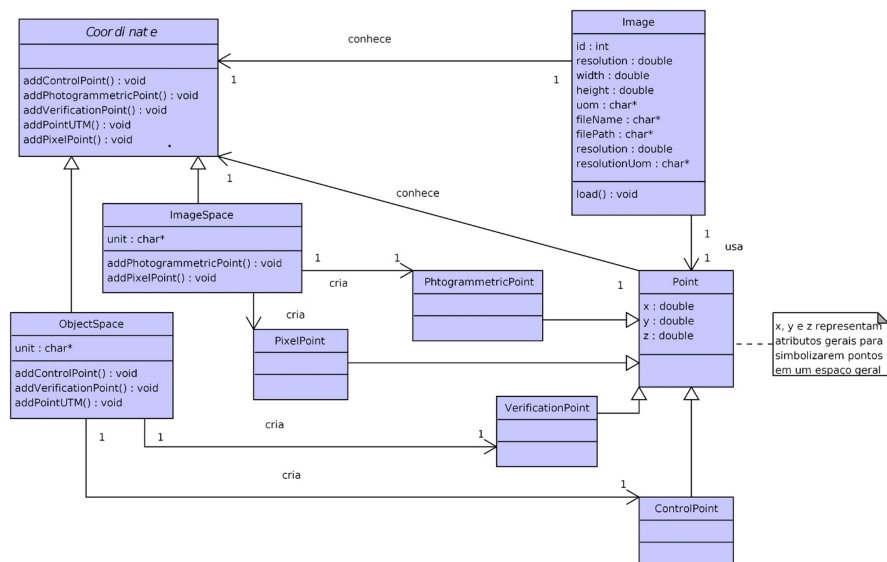 Coordinate
addControlPoint() : void
addPhotogrammetricPoint() : void
addVerificationPoint() : void
addPointUTM() : void
addPixelPoint() : void
conhece
1
1
Image
id : int
resolution : double
width : double
height : double
uom : char*
fileName : char*
filePath : char*
resolution : double
resolutionUom : char*
load() : void
1
conhece
1
usa
1
ImageSpace
unit : char*
addPhotogrammetricPoint() : void
addPixelPoint() : void
1
1
cria
cria
PhtogrammetricPoint
1
Point
x : double
y : double
z : double
x, y e z representam
atributos gerais para
simbolizarem pontos
em um espaço geral
ObjectSpace
unit : char*
addControlPoint() : void
addVerificationPoint() : void
addPointUTM() : void
PixelPoint
VerificationPoint
1
1
cria
1
cria
1
ControlPoint